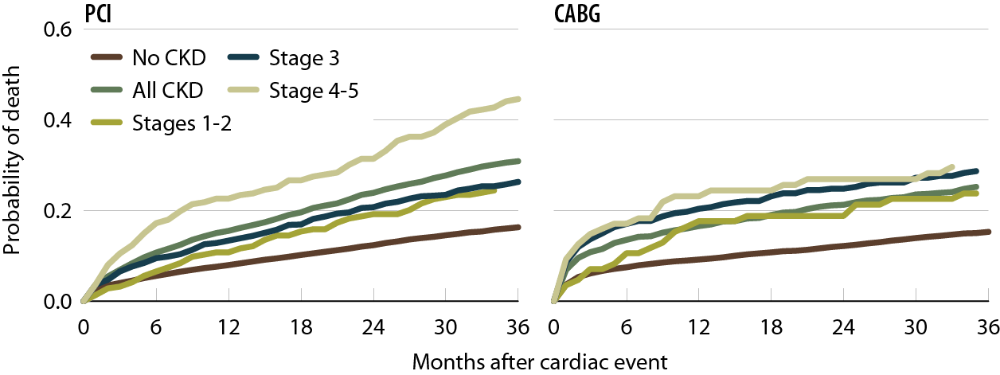 PCI
CABG
0.6
No CKD
Stage 3
All CKD
Stage 4-5
Stages 1-2
0.4
0.2
0.0
Probability of death
0 6 12 18 24 30 36
0 6 12 18 24 30 36
Months after cardiac event